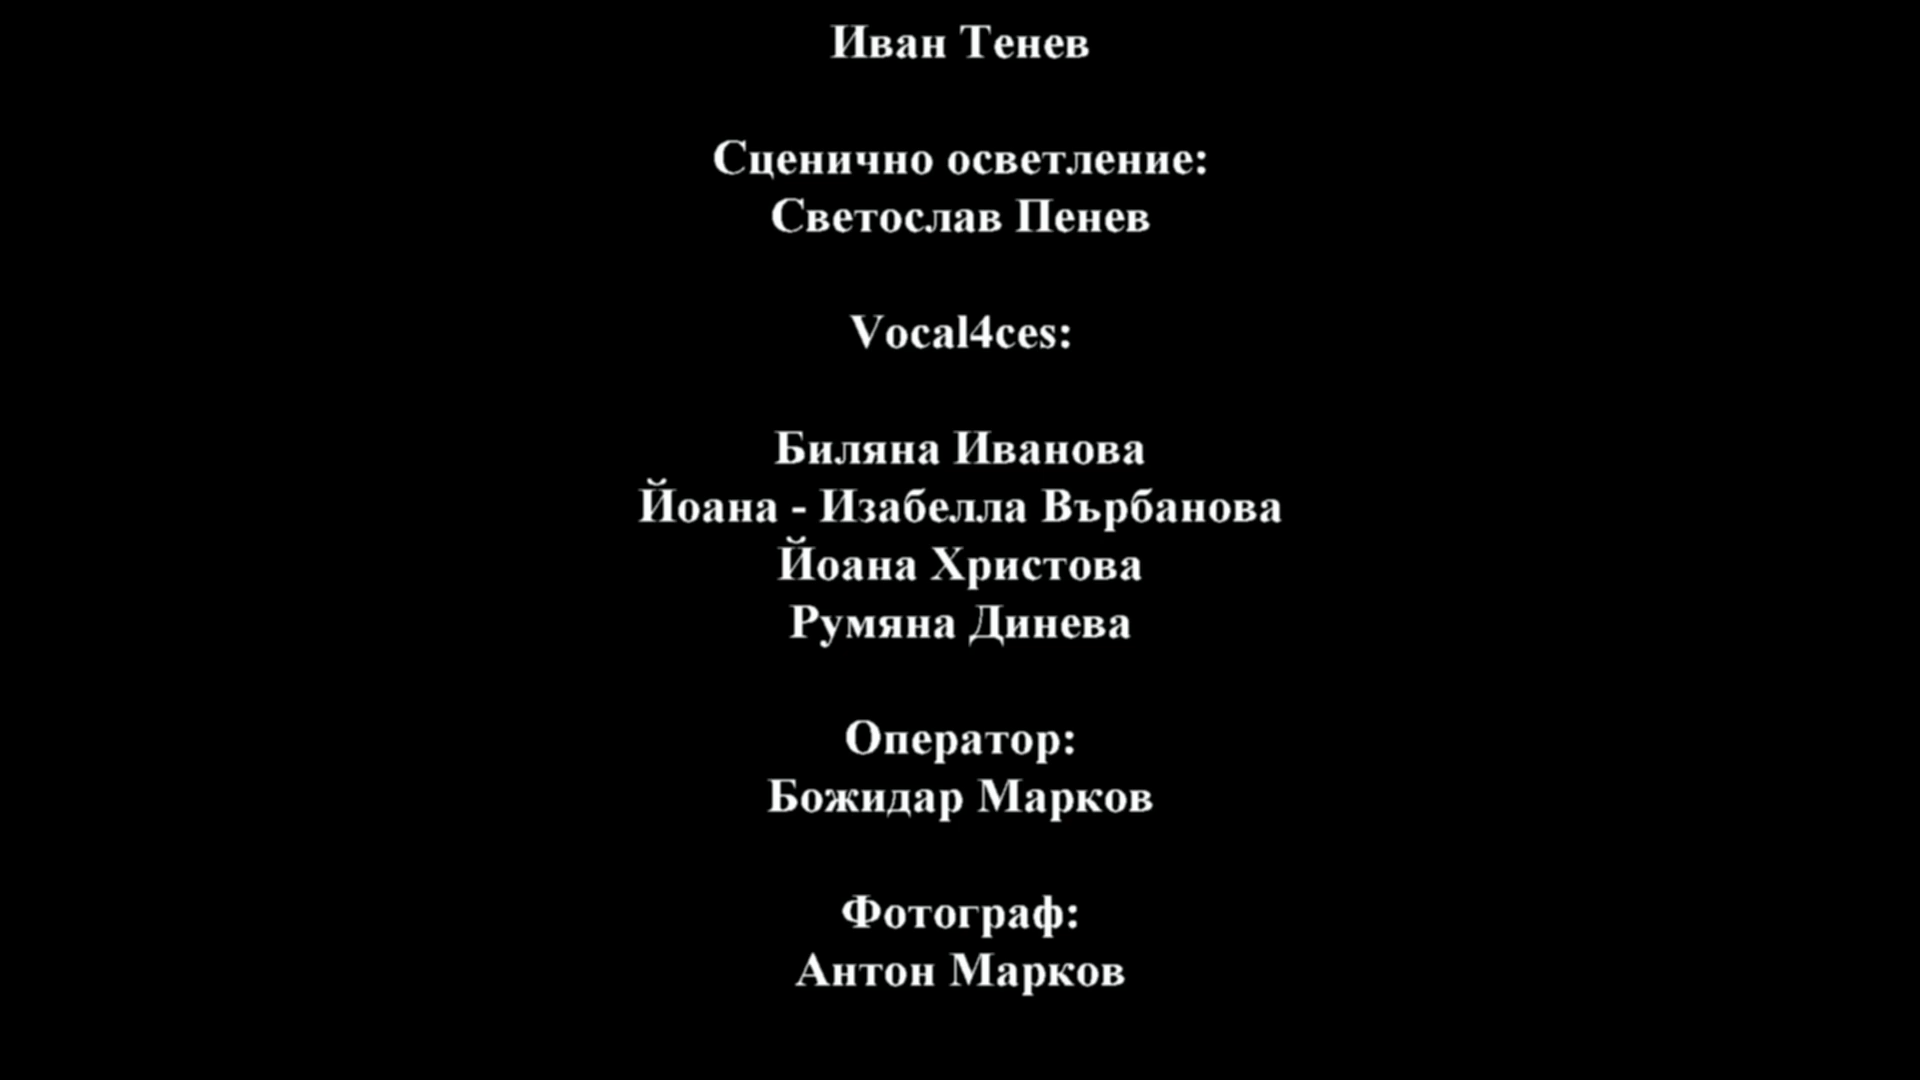 Иван Тенев
Сценично осветление:
Светослав Пенев
Vocal4ces:
Биляна Иванова
Йоана - Изабелла Върбанова
Йоана Христова
Румяна Динева
Оператор:
Божидар Марков
Фотограф:
Антон Марков